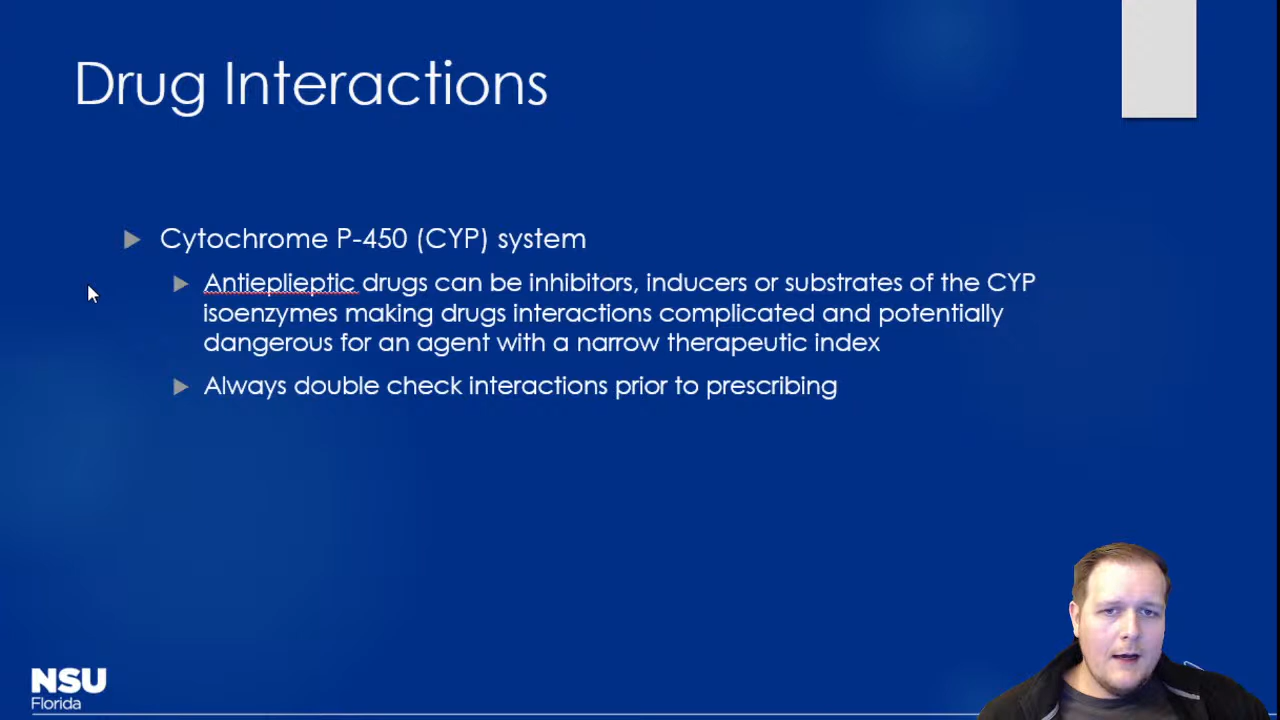 Drug Interactions
Cytochrome P-450 (CYP) system
Antieplieptic drugs can be inhibitors, inducers or substrates of the CYP
isoenzymes making drugs interactions complicated and potentially
dangerous for an agent with a narrow therapeutic index
Always double check interactions prior to prescribing
NSU
Florida